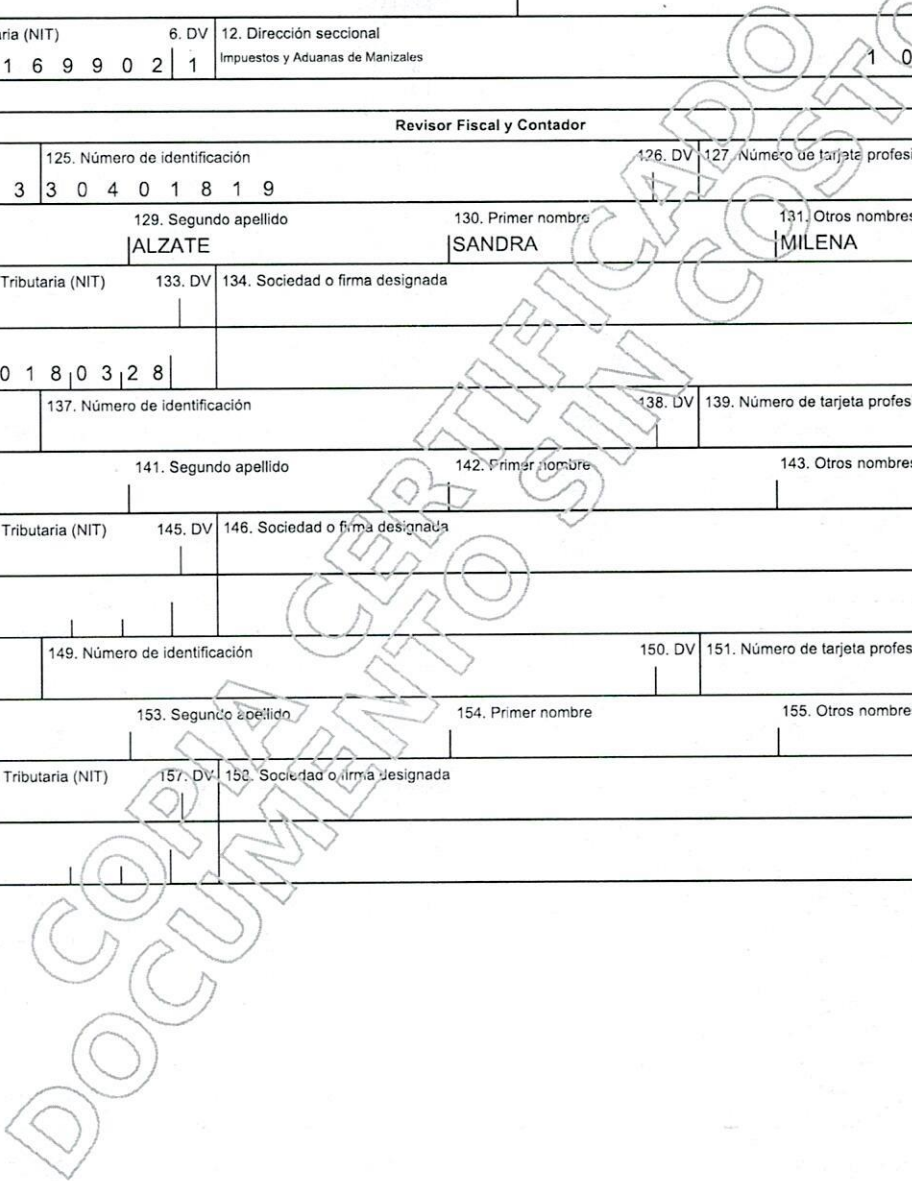 aria (NIT) 6. DV 12. Dirección seccional
1 6 9 9 0 2 1 Impuestos y Aduanas de Manizales 1 0
Revisor Fiscal y Contador
125. Número de identificación 126. DV 127. Número de tarjeta profesi
3 3 0 4 0 1 8 1 9
129. Segundo apellido 130. Primer nombre 131. Otros nombres
ALZATE SANDRA MILENA
Tributaria (NIT) 133. DV 134. Sociedad o firma designada
0 1 8 0 3 2 8
137. Número de identificación 138. DV 139. Número de tarjeta profes
141. Segundo apellido 142. Primer nombre 143. Otros nombres
Tributaria (NIT) 145. DV 146. Sociedad o firma designada
149. Número de identificación 150. DV 151. Número de tarjeta profes
153. Segundo apellido 154. Primer nombre 155. Otros nombre
Tributaria (NIT) 157. DV 158. Sociedad o firma designada
COPIA CERTIFICADO
DOCUMENTO SIN COSTO